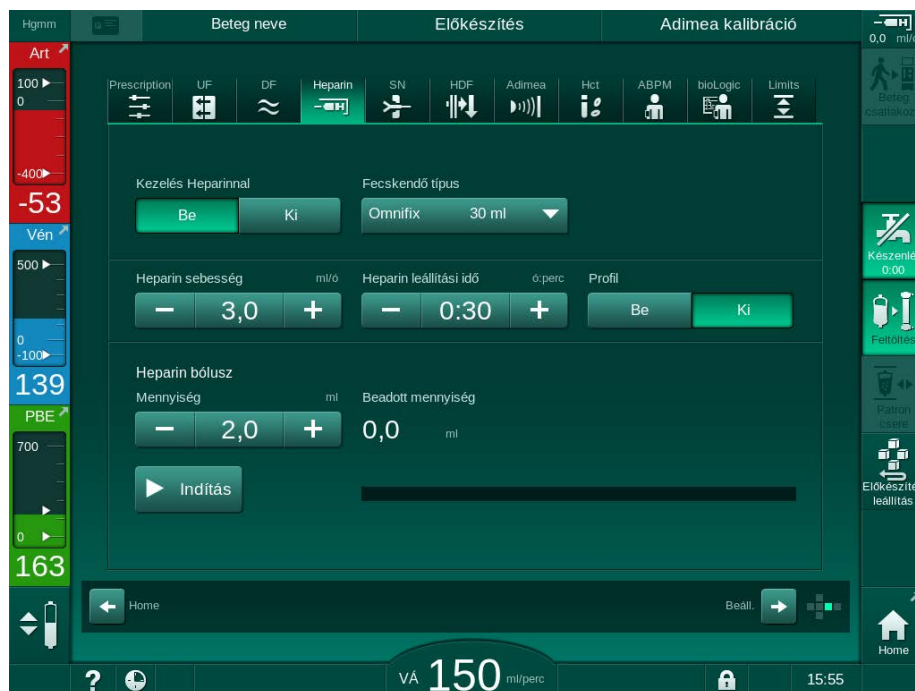 Hgmm
Beteg neve
Előkészítés
Adimea kalibráció
0,0 ml/ó
Art
100
0
-400
-53
Vén
500
0
-100
139
PBE
700
0
163
Prescription UF DF Heparin SN HDF Adimea Hct ABPM bioLogic Limits
Kezelés Heparinnal
Be Ki
Fecskendő típus
Omnifix 30 ml
Heparin sebesség ml/ó
− 3,0 +
Heparin leállítási idő ó:perc
− 0:30 +
Profil
Be Ki
Heparin bólusz
Mennyiség ml
− 2,0 +
Beadott mennyiség
0,0 ml
Indítás
Home
Beáll.
Beteg
csatlakoz
Készenlé
0:00
Feltöltés
Patron
csere
Előkészíté
leállítás
Home
? VÁ 150 ml/perc 15:55